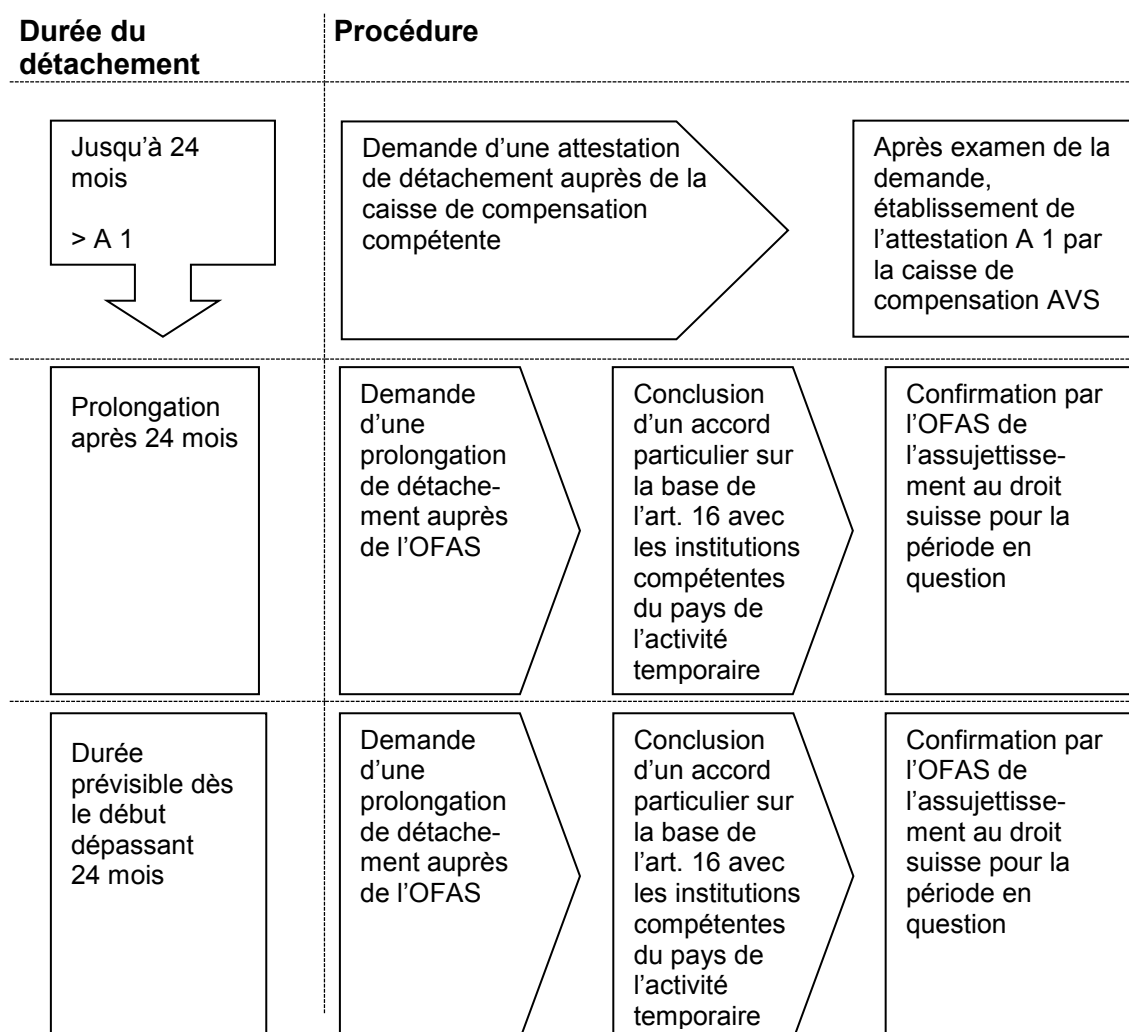 Durée du
détachement
Procédure
Jusqu’à 24
mois
> A 1
Demande d’une attestation
de détachement auprès de la
caisse de compensation
compétente
Après examen de la
demande,
établissement de
l’attestation A 1 par
la caisse de
compensation AVS
Prolongation
après 24 mois
Demande
d’une
prolongation
de détache-
ment auprès
de l’OFAS
Conclusion
d’un accord
particulier sur
la base de
l’art. 16 avec
les institutions
compétentes
du pays de
l’activité
temporaire
Confirmation par
l’OFAS de
l’assujettisse-
ment au droit
suisse pour la
période en
question
Durée
prévisible dès
le début
dépassant
24 mois
Demande
d’une
prolongation
de détache-
ment auprès
de l’OFAS
Conclusion
d’un accord
particulier sur
la base de
l’art. 16 avec
les institutions
compétentes
du pays de
l’activité
temporaire
Confirmation par
l’OFAS de
l’assujettisse-
ment au droit
suisse pour la
période en
question